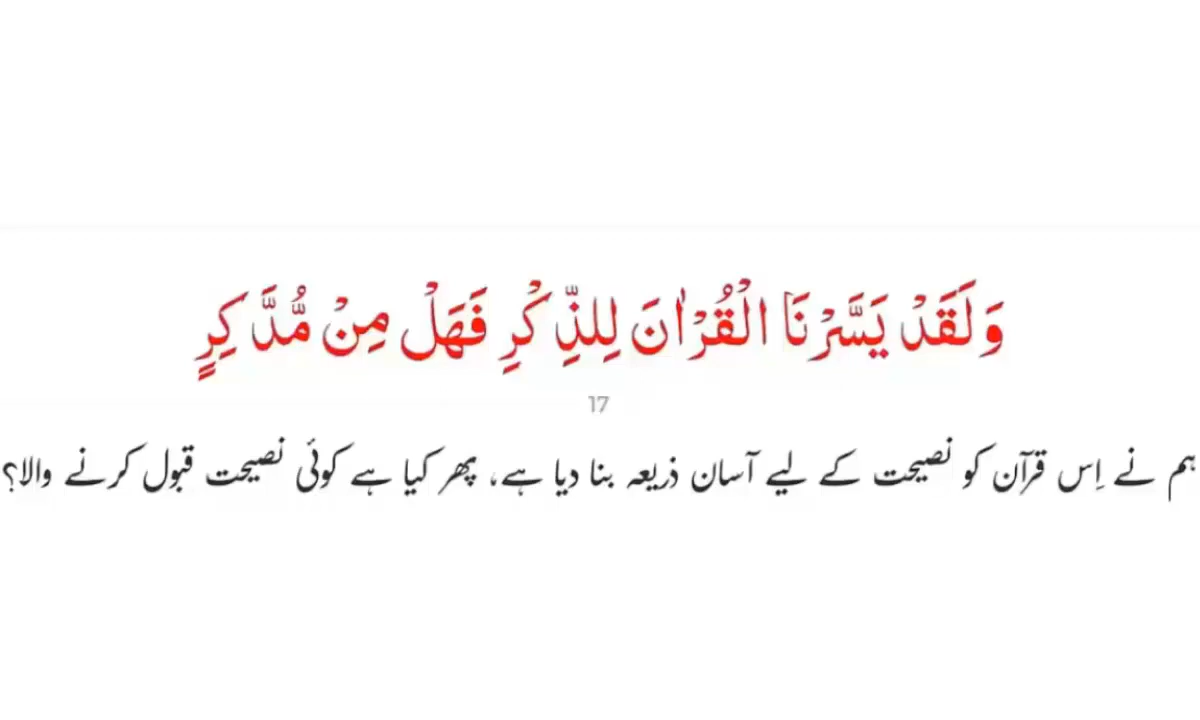 وَلَقَدْ يَسَّرْنَا الْقُرْاٰنَ لِلذِّكْرِ فَهَلْ مِنْ مُّدَّكِرٍ
17
ہم نے اِس قرآن کو نصیحت کے لیے آسان ذریعہ بنا دیا ہے، پھر کیا ہے کوئی نصیحت قبول کرنے والا؟